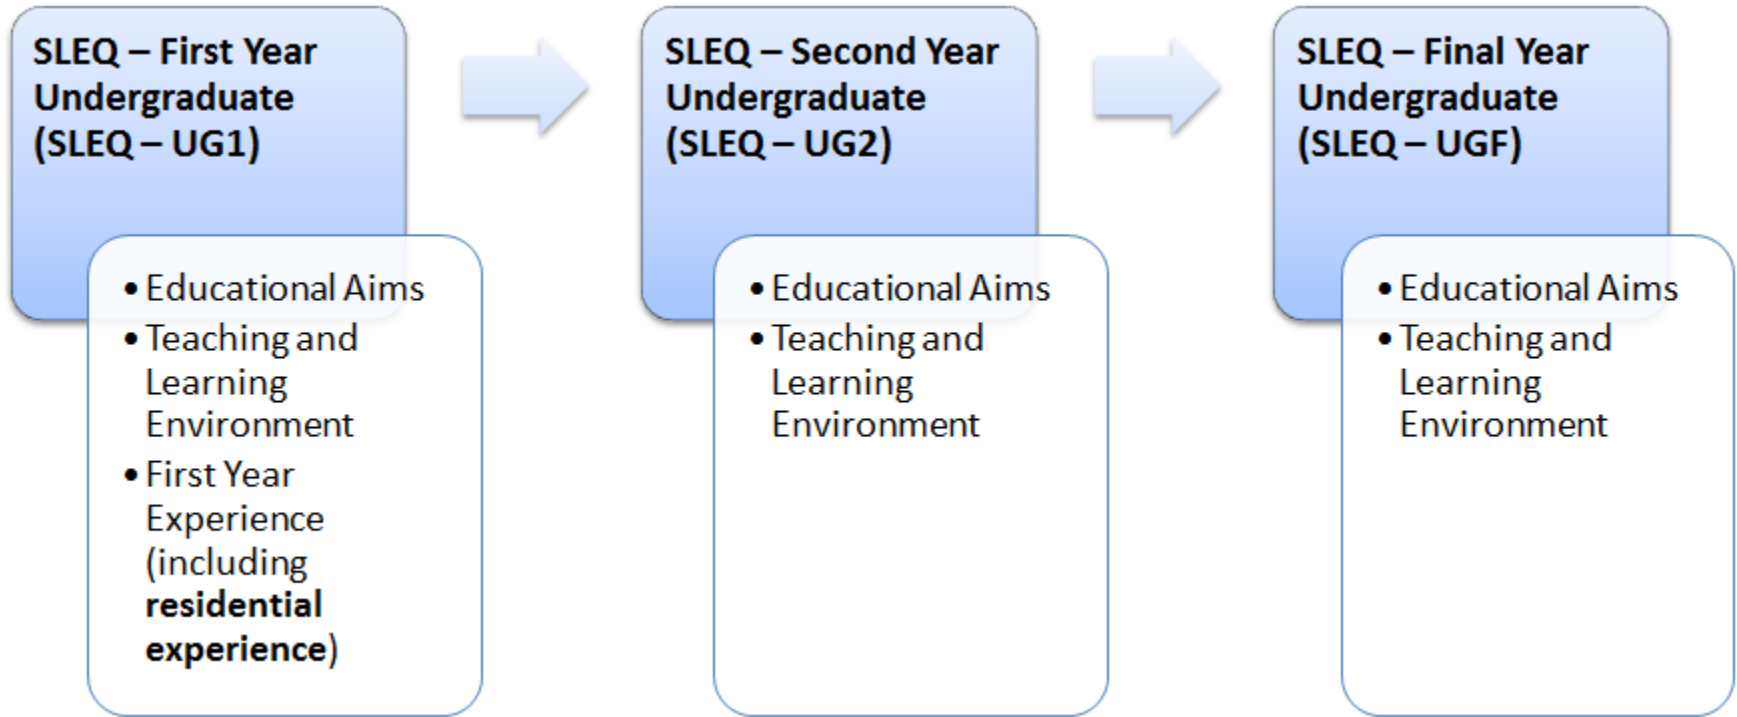 SLEQ – First Year
Undergraduate
(SLEQ – UG1)
• Educational Aims
• Teaching and
Learning
Environment
• First Year
Experience
(including
residential
experience)
SLEQ – Second Year
Undergraduate
(SLEQ – UG2)
• Educational Aims
• Teaching and
Learning
Environment
SLEQ – Final Year
Undergraduate
(SLEQ – UGF)
• Educational Aims
• Teaching and
Learning
Environment